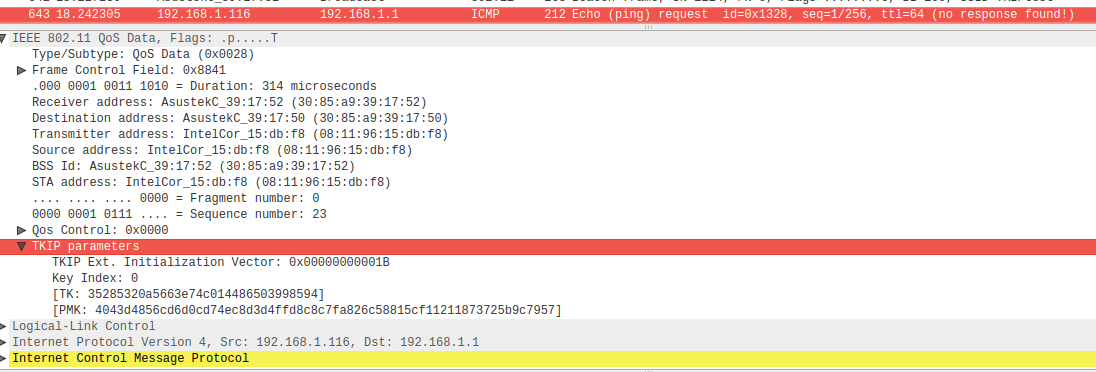 643 18.242305 192.168.1.116 192.168.1.1 ICMP 212 Echo (ping) request id=0x1328, seq=1/256, ttl=64 (no response found!)
IEEE 802.11 QoS Data, Flags: .p.....T
Type/Subtype: QoS Data (0x0028)
Frame Control Field: 0x8841
.000 0001 0011 1010 = Duration: 314 microseconds
Receiver address: AsustekC_39:17:52 (30:85:a9:39:17:52)
Destination address: AsustekC_39:17:50 (30:85:a9:39:17:50)
Transmitter address: IntelCor_15:db:f8 (08:11:96:15:db:f8)
Source address: IntelCor_15:db:f8 (08:11:96:15:db:f8)
BSS Id: AsustekC_39:17:52 (30:85:a9:39:17:52)
STA address: IntelCor_15:db:f8 (08:11:96:15:db:f8)
.... .... .... 0000 = Fragment number: 0
0000 0001 0111 .... = Sequence number: 23
Qos Control: 0x0000
TKIP parameters
TKIP Ext. Initialization Vector: 0x00000000001B
Key Index: 0
[TK: 35285320a5663e74c014486503998594]
[PMK: 4043d4856cd6d0cd74ec8d3d4ffd8c8c7fa826c58815cf11211873725b9c7957]
Logical-Link Control
Internet Protocol Version 4, Src: 192.168.1.116, Dst: 192.168.1.1
Internet Control Message Protocol